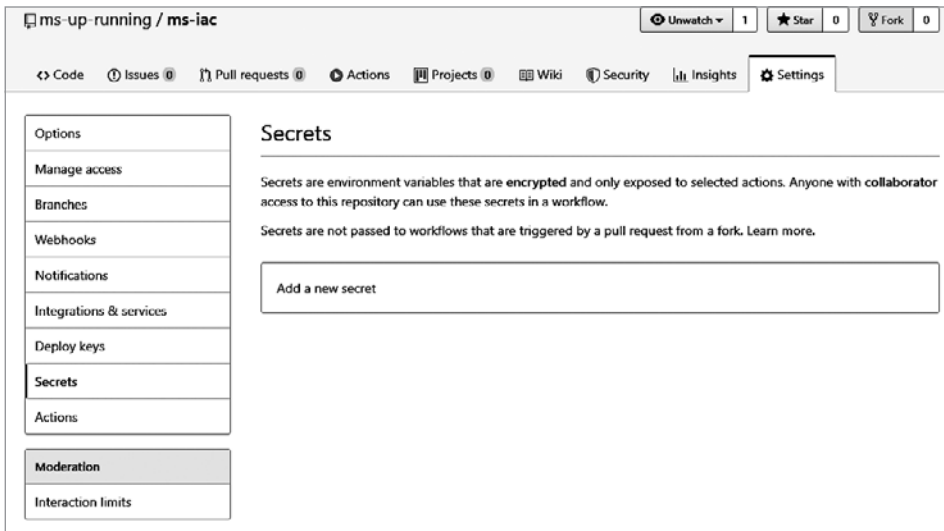 ms-up-running / ms-iac
Unwatch 1 Star 0 Fork 0
Code Issues 0 Pull requests 0 Actions Projects 0 Wiki Security Insights Settings
Options
Manage access
Branches
Webhooks
Notifications
Integrations & services
Deploy keys
Secrets
Actions
Moderation
Interaction limits
Secrets
Secrets are environment variables that are encrypted and only exposed to selected actions. Anyone with collaborator
access to this repository can use these secrets in a workflow.
Secrets are not passed to workflows that are triggered by a pull request from a fork. Learn more.
Add a new secret